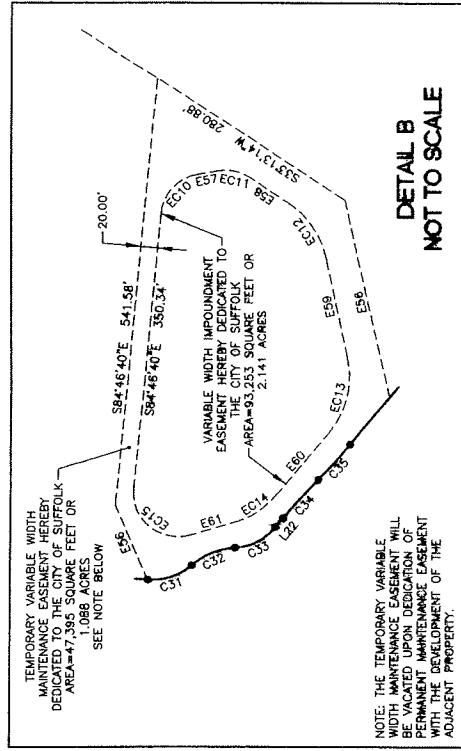 TEMPORARY VARIABLE WIDTH
MAINTENANCE EASEMENT HEREBY
DEDICATED TO THE CITY OF SUFFOLK
AREA=47,395 SQUARE FEET OR
1.088 ACRES
SEE NOTE BELOW
20.00'
S84°46'40"E 541.58'
S84°46'40"E 350.34'
280.88'
S33°13'14"W
VARIABLE WIDTH IMPOUNDMENT
EASEMENT HEREBY DEDICATED TO
THE CITY OF SUFFOLK
AREA=93,253 SQUARE FEET OR
2.141 ACRES
E56
EC15
C31
C32
E61
C33
EC14
L22
E60
C34
C35
EC13
E59
E58
EC12
E58
EC11
E57
EC10
NOTE: THE TEMPORARY VARIABLE
WIDTH MAINTENANCE EASEMENT WILL
BE VACATED UPON DEDICATION OF
PERMANENT MAINTENANCE EASEMENT
WITH THE DEVELOPMENT OF THE
ADJACENT PROPERTY.
DETAIL B
NOT TO SCALE